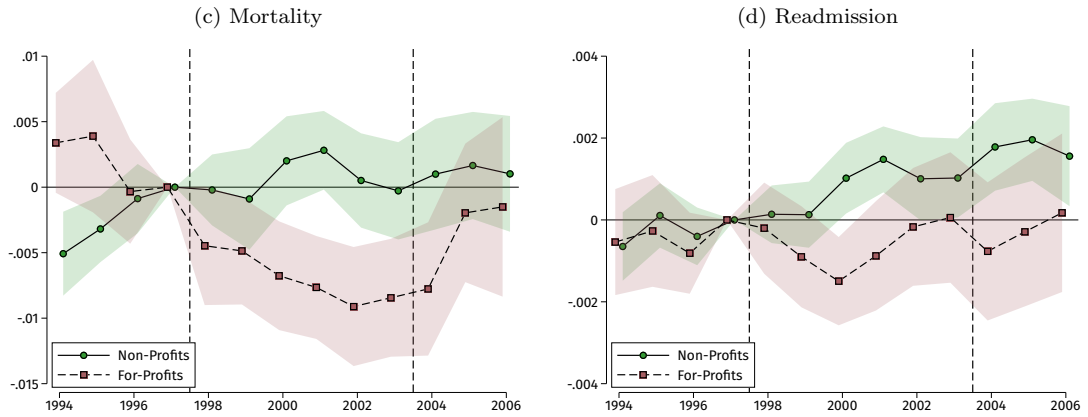 (c) Mortality
.01
.005
0
-.005
-.01
-.015
Non-Profits
For-Profits
1994 1996 1998 2000 2002 2004 2006
(d) Readmission
.004
.002
0
-.002
-.004
Non-Profits
For-Profits
1994 1996 1998 2000 2002 2004 2006